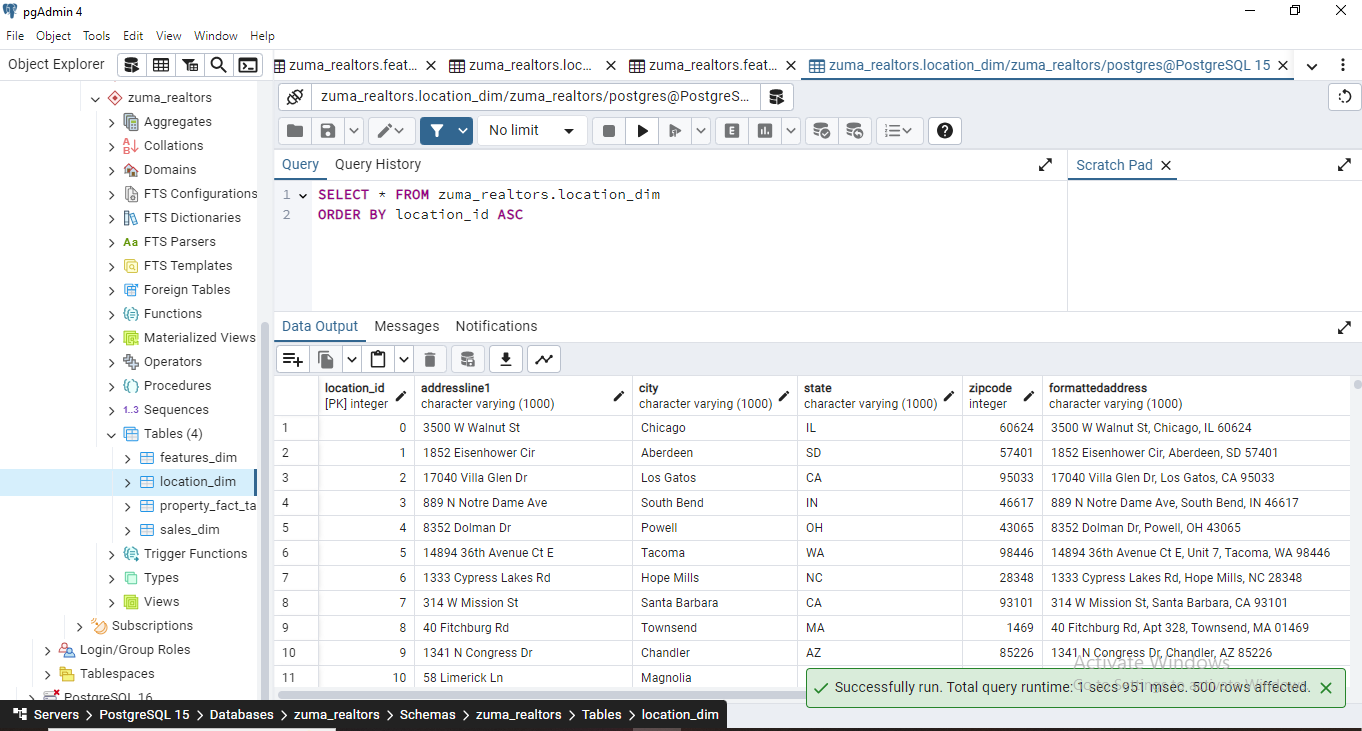 pgAdmin 4
File Object Tools Edit View Window Help
Object Explorer
zuma_realtors.feat... zuma_realtors.loc... zuma_realtors.feat... zuma_realtors.location_dim/zuma_realtors/postgres@PostgreSQL 15
zuma_realtors
Aggregates
Collations
Domains
FTS Configurations
FTS Dictionaries
Aa FTS Parsers
FTS Templates
Foreign Tables
Functions
Materialized Views
Operators
Procedures
1..3 Sequences
Tables (4)
features_dim
location_dim
property_fact_ta
sales_dim
Trigger Functions
Types
Views
Subscriptions
Login/Group Roles
Tablespaces
PostgreSQL 16
zuma_realtors.location_dim/zuma_realtors/postgres@PostgreS...
No limit
E
Query Query History
Scratch Pad
1 SELECT * FROM zuma_realtors.location_dim
2 ORDER BY location_id ASC
Data Output Messages Notifications
location_id addressline1 city state zipcode formattedaddress
[PK] integer character varying (1000) character varying (1000) character varying (1000) integer character varying (1000)
1 0 3500 W Walnut St Chicago IL 60624 3500 W Walnut St, Chicago, IL 60624
2 1 1852 Eisenhower Cir Aberdeen SD 57401 1852 Eisenhower Cir, Aberdeen, SD 57401
3 2 17040 Villa Glen Dr Los Gatos CA 95033 17040 Villa Glen Dr, Los Gatos, CA 95033
4 3 889 N Notre Dame Ave South Bend IN 46617 889 N Notre Dame Ave, South Bend, IN 46617
5 4 8352 Dolman Dr Powell OH 43065 8352 Dolman Dr, Powell, OH 43065
6 5 14894 36th Avenue Ct E Tacoma WA 98446 14894 36th Avenue Ct E, Unit 7, Tacoma, WA 98446
7 6 1333 Cypress Lakes Rd Hope Mills NC 28348 1333 Cypress Lakes Rd, Hope Mills, NC 28348
8 7 314 W Mission St Santa Barbara CA 93101 314 W Mission St, Santa Barbara, CA 93101
9 8 40 Fitchburg Rd Townsend MA 1469 40 Fitchburg Rd, Apt 328, Townsend, MA 01469
10 9 1341 N Congress Dr Chandler AZ 85226 1341 N Congress Dr, Chandler, AZ 85226
11 10 58 Limerick Ln Magnolia
Activate Windows
Go to Settings to activate Windows.
Successfully run. Total query runtime: 1 secs 951 msec. 500 rows affected.
Servers > PostgreSQL 15 > Databases > zuma_realtors > Schemas > zuma_realtors > Tables > location_dim